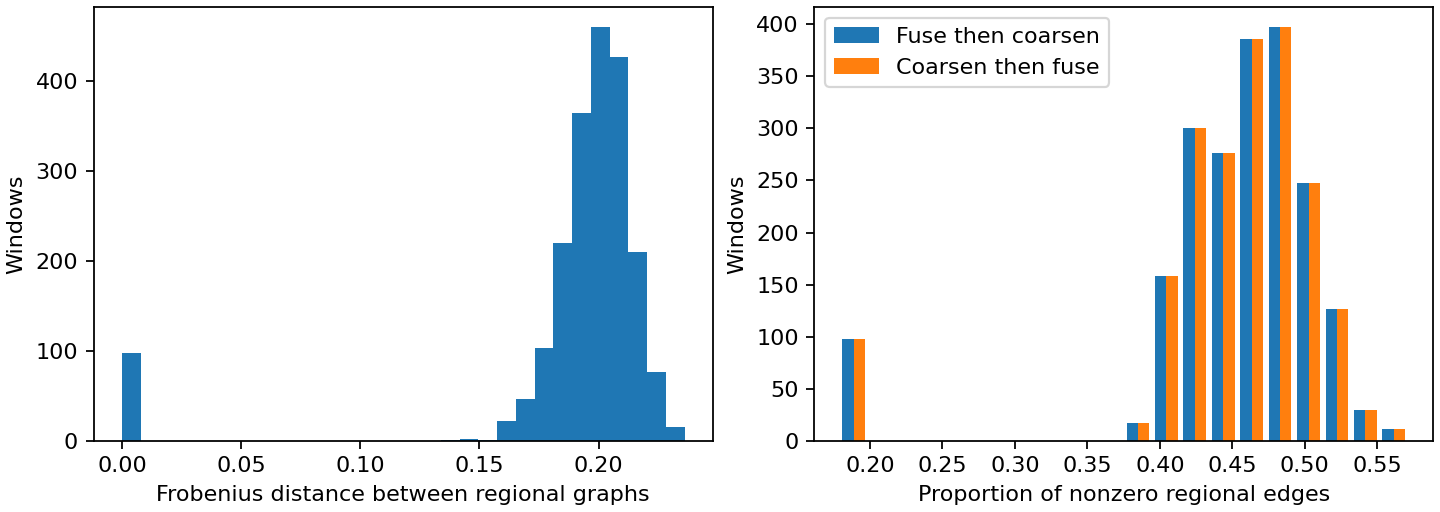 Windows
400
300
200
100
0
0.00 0.05 0.10 0.15 0.20
Frobenius distance between regional graphs
Windows
400
350
300
250
200
150
100
50
0
Fuse then coarsen
Coarsen then fuse
0.20 0.25 0.30 0.35 0.40 0.45 0.50 0.55
Proportion of nonzero regional edges